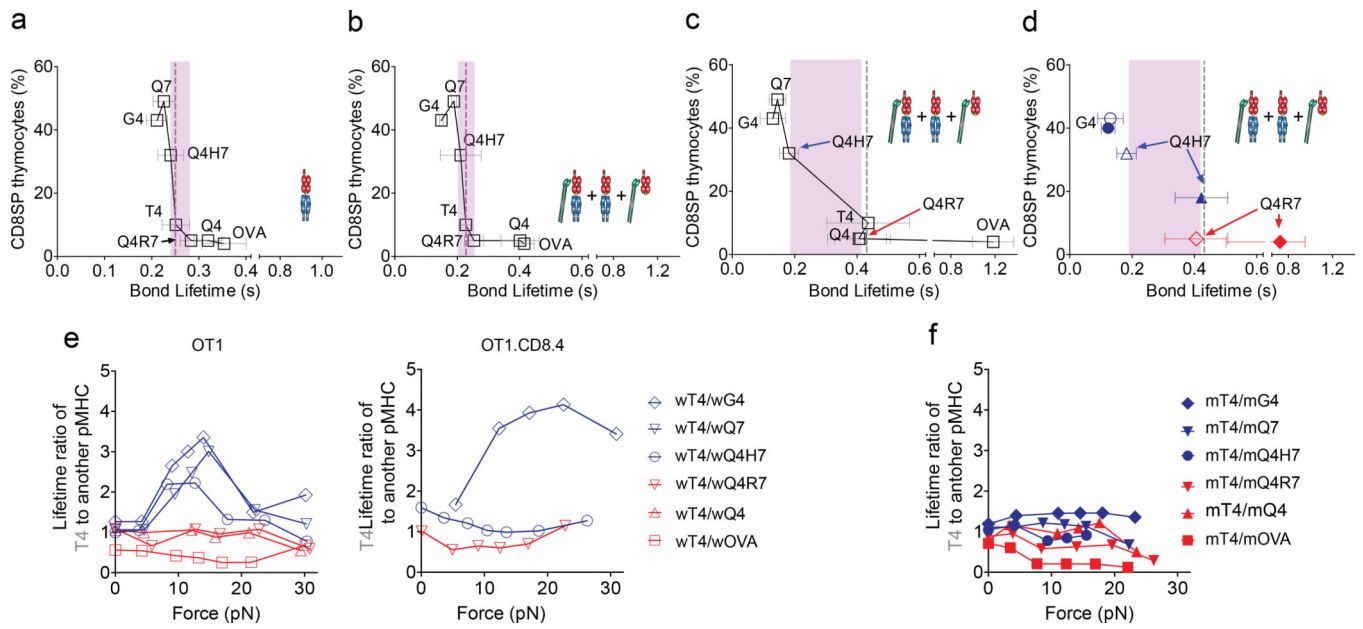 a
CD8SP thymocytes (%)
60
40
20
0
Q7
G4
Q4H7
T4
Q4R7
Q4
OVA
0.0 0.1 0.2 0.3 0.4 0.8 1.0
Bond Lifetime (s)
b
CD8SP thymocytes (%)
60
40
20
0
Q7
G4
Q4H7
T4
Q4R7
Q4
OVA
+ +
0.0 0.1 0.2 0.3 0.4 0.8 1.0
Bond Lifetime (s)
c
CD8SP thymocytes (%)
60
40
20
0
Q7
G4
Q4H7
T4
Q4
Q4R7
OVA
+ +
0.0 0.2 0.4 0.6 0.8 1.2
Bond Lifetime (s)
d
CD8SP thymocytes (%)
60
40
20
0
G4
Q4H7
Q4R7
+ +
0.0 0.2 0.4 0.6 0.8 1.2
Bond Lifetime (s)
e
OT1
Lifetime ratio of
T4 to another pMHC
5
4
3
2
1
0
0 10 20 30
Force (pN)
OT1.CD8.4
T4Lifetime ratio of
to another pMHC
5
4
3
2
1
0
0 10 20 30
Force (pN)
wT4/wG4
wT4/wQ7
wT4/wQ4H7
wT4/wQ4R7
wT4/wQ4
wT4/wOVA
f
Lifetime ratio of
T4 to antoher pMHC
5
4
3
2
1
0
0 10 20 30
Force (pN)
mT4/mG4
mT4/mQ7
mT4/mQ4H7
mT4/mQ4R7
mT4/mQ4
mT4/mOVA